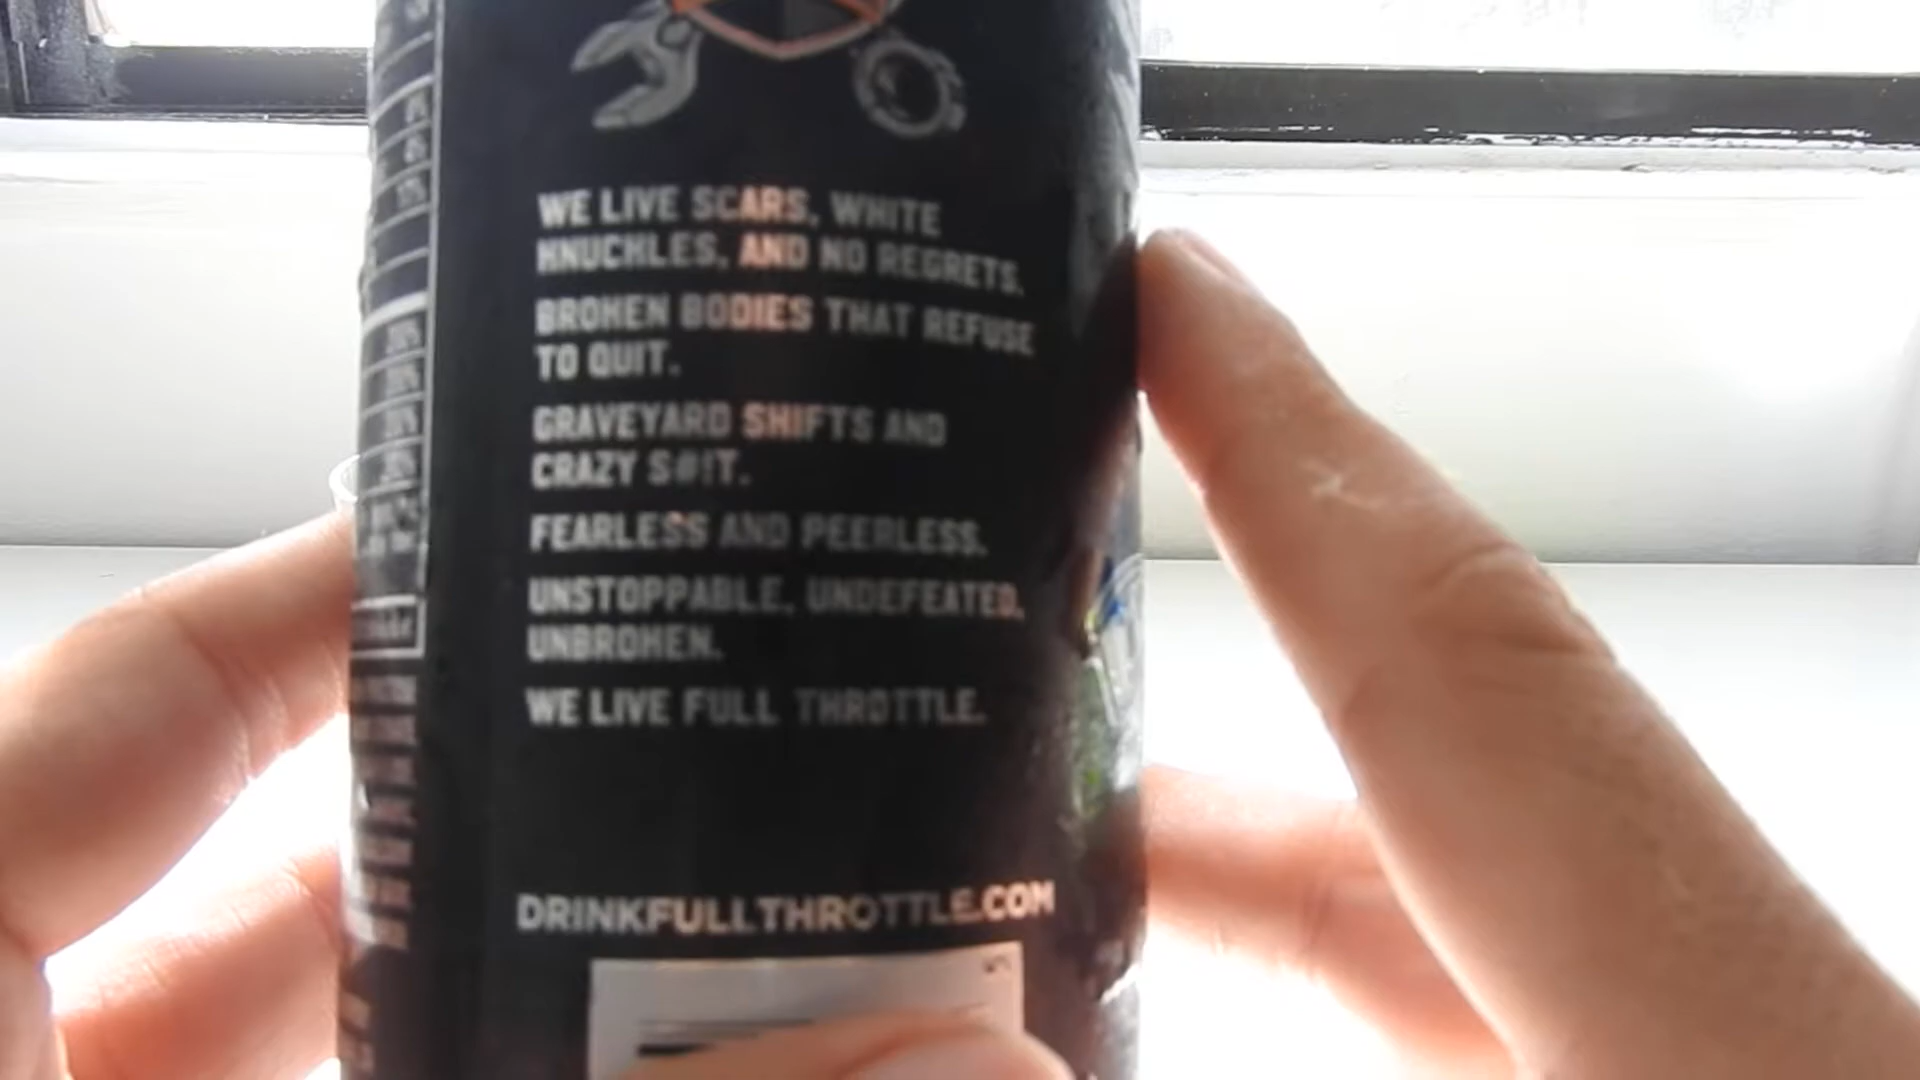 WE LIVE SCARS, WHITE
KNUCKLES, AND NO REGRETS.
BROKEN BODIES THAT REFUSE
TO QUIT.
GRAVEYARD SHIFTS AND
CRAZY S#!T.
FEARLESS AND PEERLESS.
UNSTOPPABLE, UNDEFEATED,
UNBROKEN.
WE LIVE FULL THROTTLE.
DRINKFULLTHROTTLE.COM